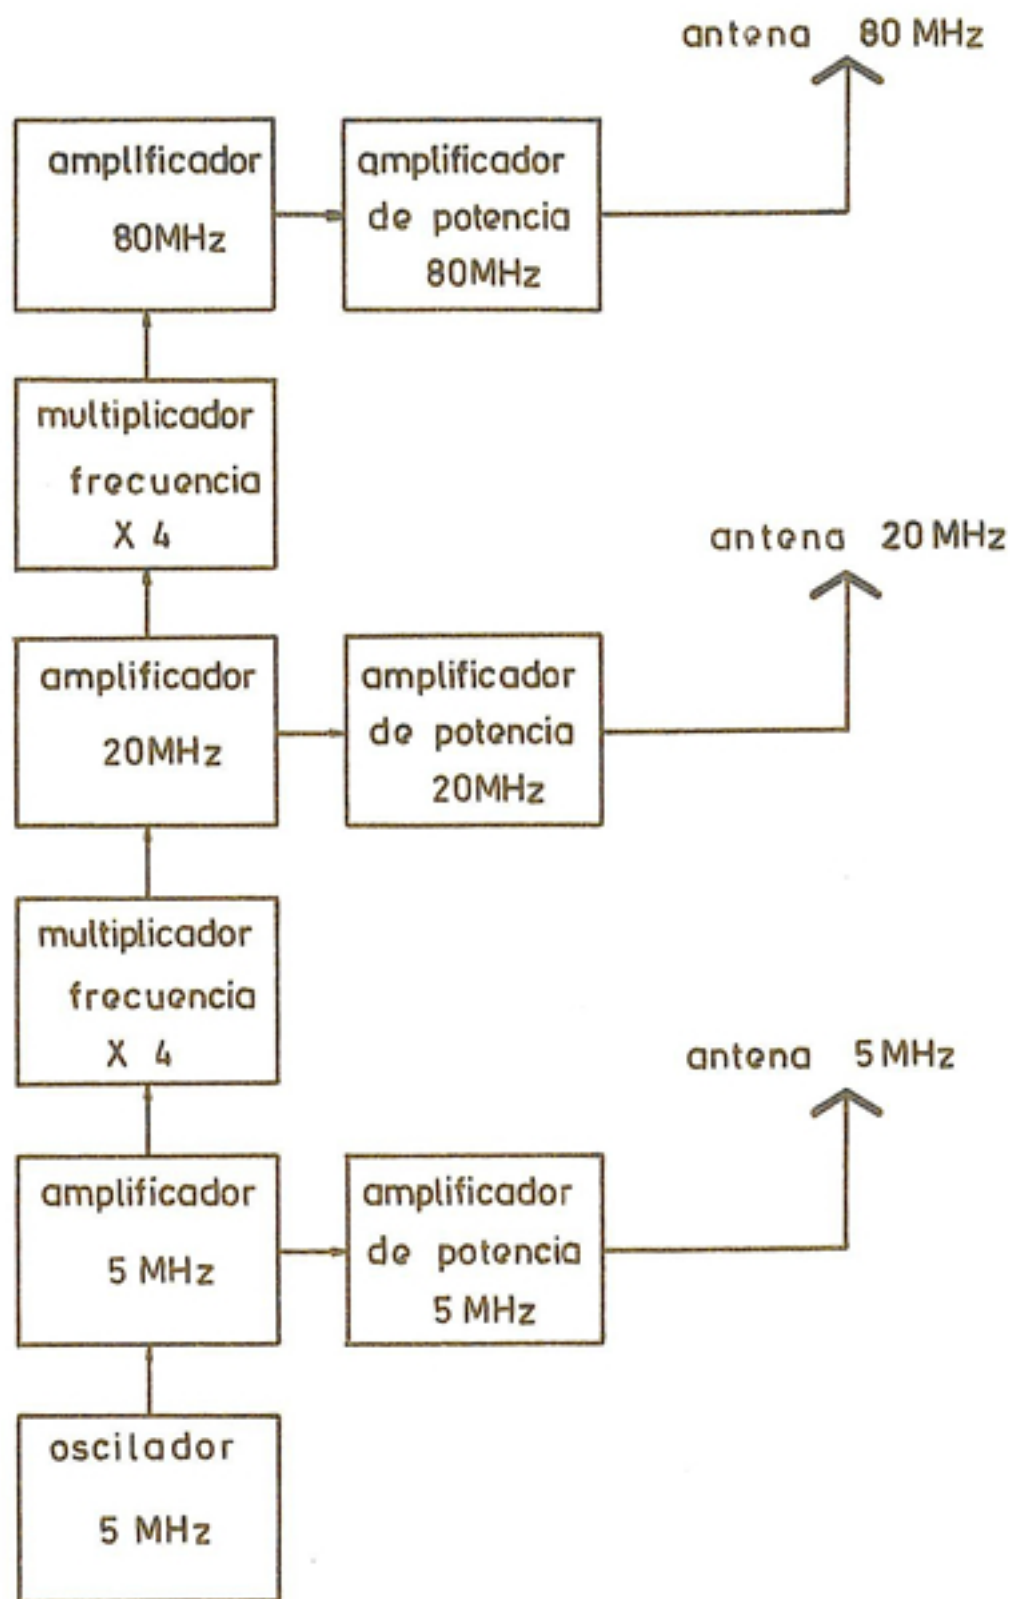 antena 80 MHz
amplificador
80MHz
amplificador
de potencia
80MHz
multiplicador
frecuencia
X 4
antena 20 MHz
amplificador
20MHz
amplificador
de potencia
20MHz
multiplicador
frecuencia
X 4
antena 5 MHz
amplificador
5 MHz
amplificador
de potencia
5 MHz
oscilador
5 MHz